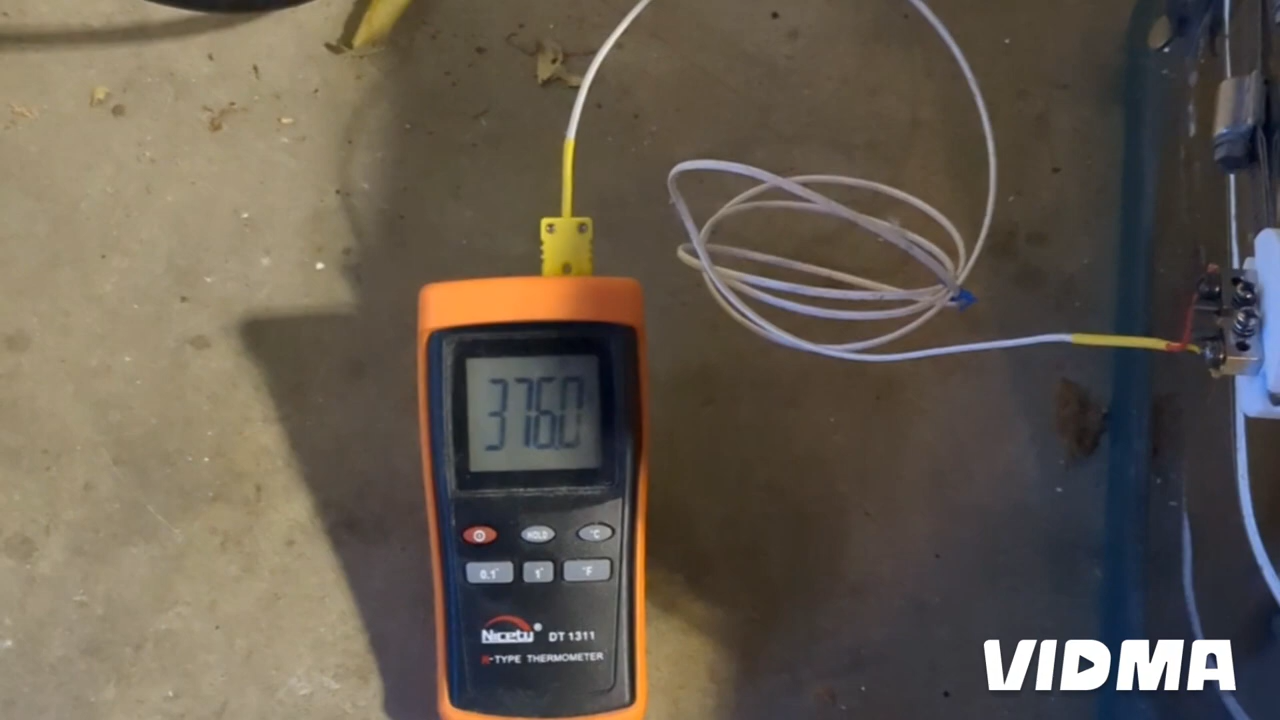 376.0
HOLD
°C
0.1°
1°
°F
Nicety®
DT 1311
K-TYPE THERMOMETER
VIDMA